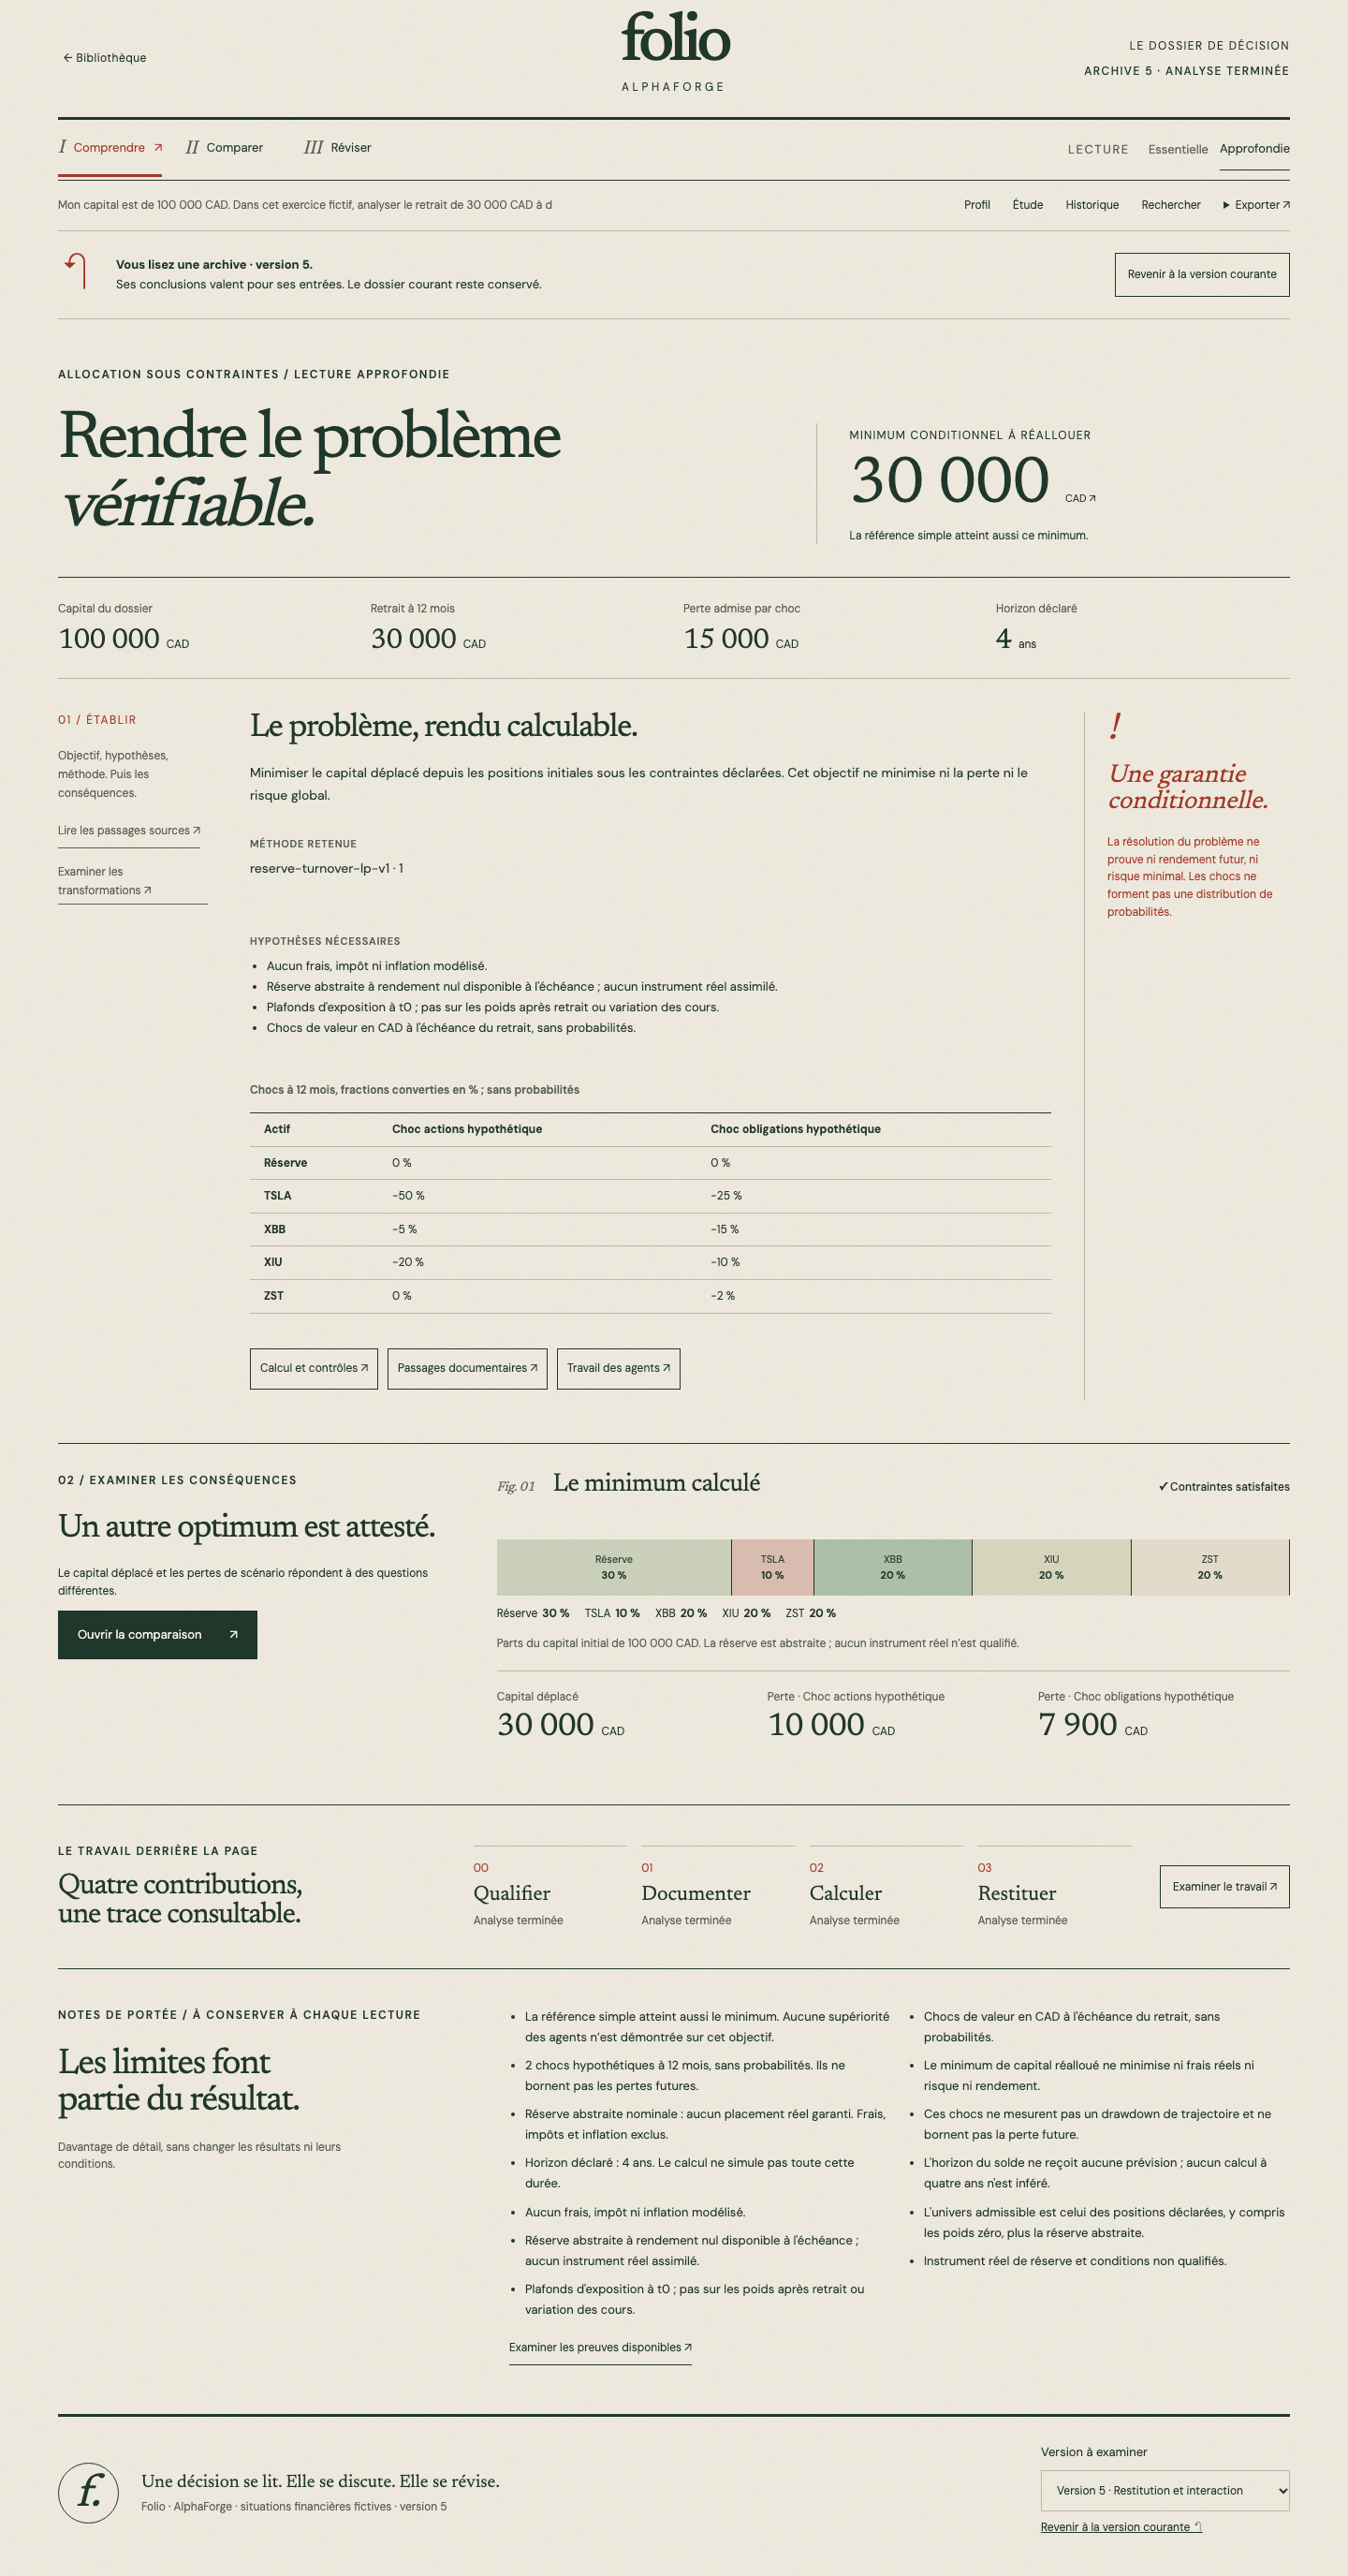 ← Bibliothèque
folio
ALPHAFORGE
LE DOSSIER DE DÉCISION
ARCHIVE 5 · ANALYSE TERMINÉE
I Comprendre ↗ II Comparer III Réviser
LECTURE Essentielle Approfondie
Mon capital est de 100 000 CAD. Dans cet exercice fictif, analyser le retrait de 30 000 CAD à d
Profil Étude Historique Rechercher ▶ Exporter ↗
Vous lisez une archive · version 5.
Ses conclusions valent pour ses entrées. Le dossier courant reste conservé.
Revenir à la version courante
ALLOCATION SOUS CONTRAINTES / LECTURE APPROFONDIE
Rendre le problème
vérifiable.
MINIMUM CONDITIONNEL À RÉALLOUER
30 000 CAD ↗
La référence simple atteint aussi ce minimum.
Capital du dossier
100 000 CAD
Retrait à 12 mois
30 000 CAD
Perte admise par choc
15 000 CAD
Horizon déclaré
4 ans
01 / ÉTABLIR
Objectif, hypothèses,
méthode. Puis les
conséquences.
Lire les passages sources ↗
Examiner les
transformations ↗
Le problème, rendu calculable.
Minimiser le capital déplacé depuis les positions initiales sous les contraintes déclarées. Cet objectif ne minimise ni la perte ni le
risque global.
MÉTHODE RETENUE
reserve-turnover-lp-v1 · 1
HYPOTHÈSES NÉCESSAIRES
• Aucun frais, impôt ni inflation modélisé.
• Réserve abstraite à rendement nul disponible à l'échéance ; aucun instrument réel assimilé.
• Plafonds d'exposition à t0 ; pas sur les poids après retrait ou variation des cours.
• Chocs de valeur en CAD à l'échéance du retrait, sans probabilités.
Chocs à 12 mois, fractions converties en % ; sans probabilités
Actif Choc actions hypothétique Choc obligations hypothétique
Réserve 0 % 0 %
TSLA -50 % -25 %
XBB -5 % -15 %
XIU -20 % -10 %
ZST 0 % -2 %
Calcul et contrôles ↗ Passages documentaires ↗ Travail des agents ↗
!
Une garantie
conditionnelle.
La résolution du problème ne
prouve ni rendement futur, ni
risque minimal. Les chocs ne
forment pas une distribution de
probabilités.
02 / EXAMINER LES CONSÉQUENCES
Un autre optimum est attesté.
Le capital déplacé et les pertes de scénario répondent à des questions
différentes.
Ouvrir la comparaison ↗
Fig. 01 Le minimum calculé
✓ Contraintes satisfaites
Réserve TSLA XBB XIU ZST
30 % 10 % 20 % 20 % 20 %
Réserve 30 % TSLA 10 % XBB 20 % XIU 20 % ZST 20 %
Parts du capital initial de 100 000 CAD. La réserve est abstraite ; aucun instrument réel n’est qualifié.
Capital déplacé
30 000 CAD
Perte · Choc actions hypothétique
10 000 CAD
Perte · Choc obligations hypothétique
7 900 CAD
LE TRAVAIL DERRIÈRE LA PAGE
Quatre contributions,
une trace consultable.
00
Qualifier
Analyse terminée
01
Documenter
Analyse terminée
02
Calculer
Analyse terminée
03
Restituer
Analyse terminée
Examiner le travail ↗
NOTES DE PORTÉE / À CONSERVER À CHAQUE LECTURE
Les limites font
partie du résultat.
Davantage de détail, sans changer les résultats ni leurs
conditions.
• La référence simple atteint aussi le minimum. Aucune supériorité
des agents n’est démontrée sur cet objectif.
• 2 chocs hypothétiques à 12 mois, sans probabilités. Ils ne
bornent pas les pertes futures.
• Réserve abstraite nominale : aucun placement réel garanti. Frais,
impôts et inflation exclus.
• Horizon déclaré : 4 ans. Le calcul ne simule pas toute cette
durée.
• Aucun frais, impôt ni inflation modélisé.
• Réserve abstraite à rendement nul disponible à l'échéance ;
aucun instrument réel assimilé.
• Plafonds d'exposition à t0 ; pas sur les poids après retrait ou
variation des cours.
• Chocs de valeur en CAD à l'échéance du retrait, sans
probabilités.
• Le minimum de capital réalloué ne minimise ni frais réels ni
risque ni rendement.
• Ces chocs ne mesurent pas un drawdown de trajectoire et ne
bornent pas la perte future.
• L'horizon du solde ne reçoit aucune prévision ; aucun calcul à
quatre ans n'est inféré.
• L'univers admissible est celui des positions déclarées, y compris
les poids zéro, plus la réserve abstraite.
• Instrument réel de réserve et conditions non qualifiés.
Examiner les preuves disponibles ↗
f.
Une décision se lit. Elle se discute. Elle se révise.
Folio · AlphaForge · situations financières fictives · version 5
Version à examiner
Version 5 · Restitution et interaction
Revenir à la version courante